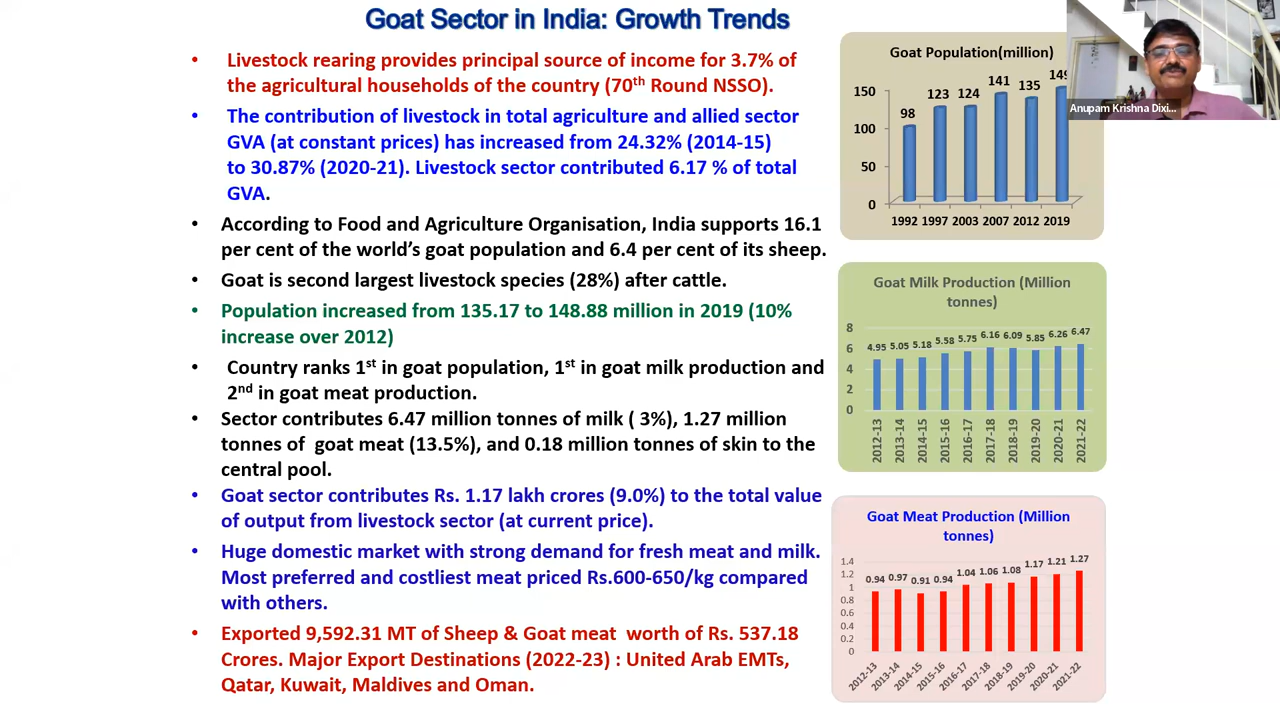 Goat Sector in India: Growth Trends
• Livestock rearing provides principal source of income for 3.7% of
the agricultural households of the country (70th Round NSSO).
• The contribution of livestock in total agriculture and allied sector
GVA (at constant prices) has increased from 24.32% (2014-15)
to 30.87% (2020-21). Livestock sector contributed 6.17 % of total
GVA.
• According to Food and Agriculture Organisation, India supports 16.1
per cent of the world's goat population and 6.4 per cent of its sheep.
• Goat is second largest livestock species (28%) after cattle.
• Population increased from 135.17 to 148.88 million in 2019 (10%
increase over 2012)
• Country ranks 1st in goat population, 1st in goat milk production and
2nd in goat meat production.
• Sector contributes 6.47 million tonnes of milk ( 3%), 1.27 million
tonnes of goat meat (13.5%), and 0.18 million tonnes of skin to the
central pool.
• Goat sector contributes Rs. 1.17 lakh crores (9.0%) to the total value
of output from livestock sector (at current price).
• Huge domestic market with strong demand for fresh meat and milk.
Most preferred and costliest meat priced Rs.600-650/kg compared
with others.
• Exported 9,592.31 MT of Sheep & Goat meat worth of Rs. 537.18
Crores. Major Export Destinations (2022-23) : United Arab EMTs,
Qatar, Kuwait, Maldives and Oman.
Goat Population(million)
98 123 124 141 135 149
150
100
50
0
1992 1997 2003 2007 2012 2019
Anupam Krishna Dixi...
Goat Milk Production (Million
tonnes)
4.95 5.05 5.18 5.58 5.75 6.16 6.09 5.85 6.26 6.47
8
6
4
2
0
2012-13 2013-14 2014-15 2015-16 2016-17 2017-18 2018-19 2019-20 2020-21 2021-22
Goat Meat Production (Million
tonnes)
0.94 0.97 0.91 0.94 1.04 1.06 1.08 1.17 1.21 1.27
1.4
1.2
1
0.8
0.6
0.4
0.2
0
2012-13 2013-14 2014-15 2015-16 2016-17 2017-18 2018-19 2019-20 2020-21 2021-22